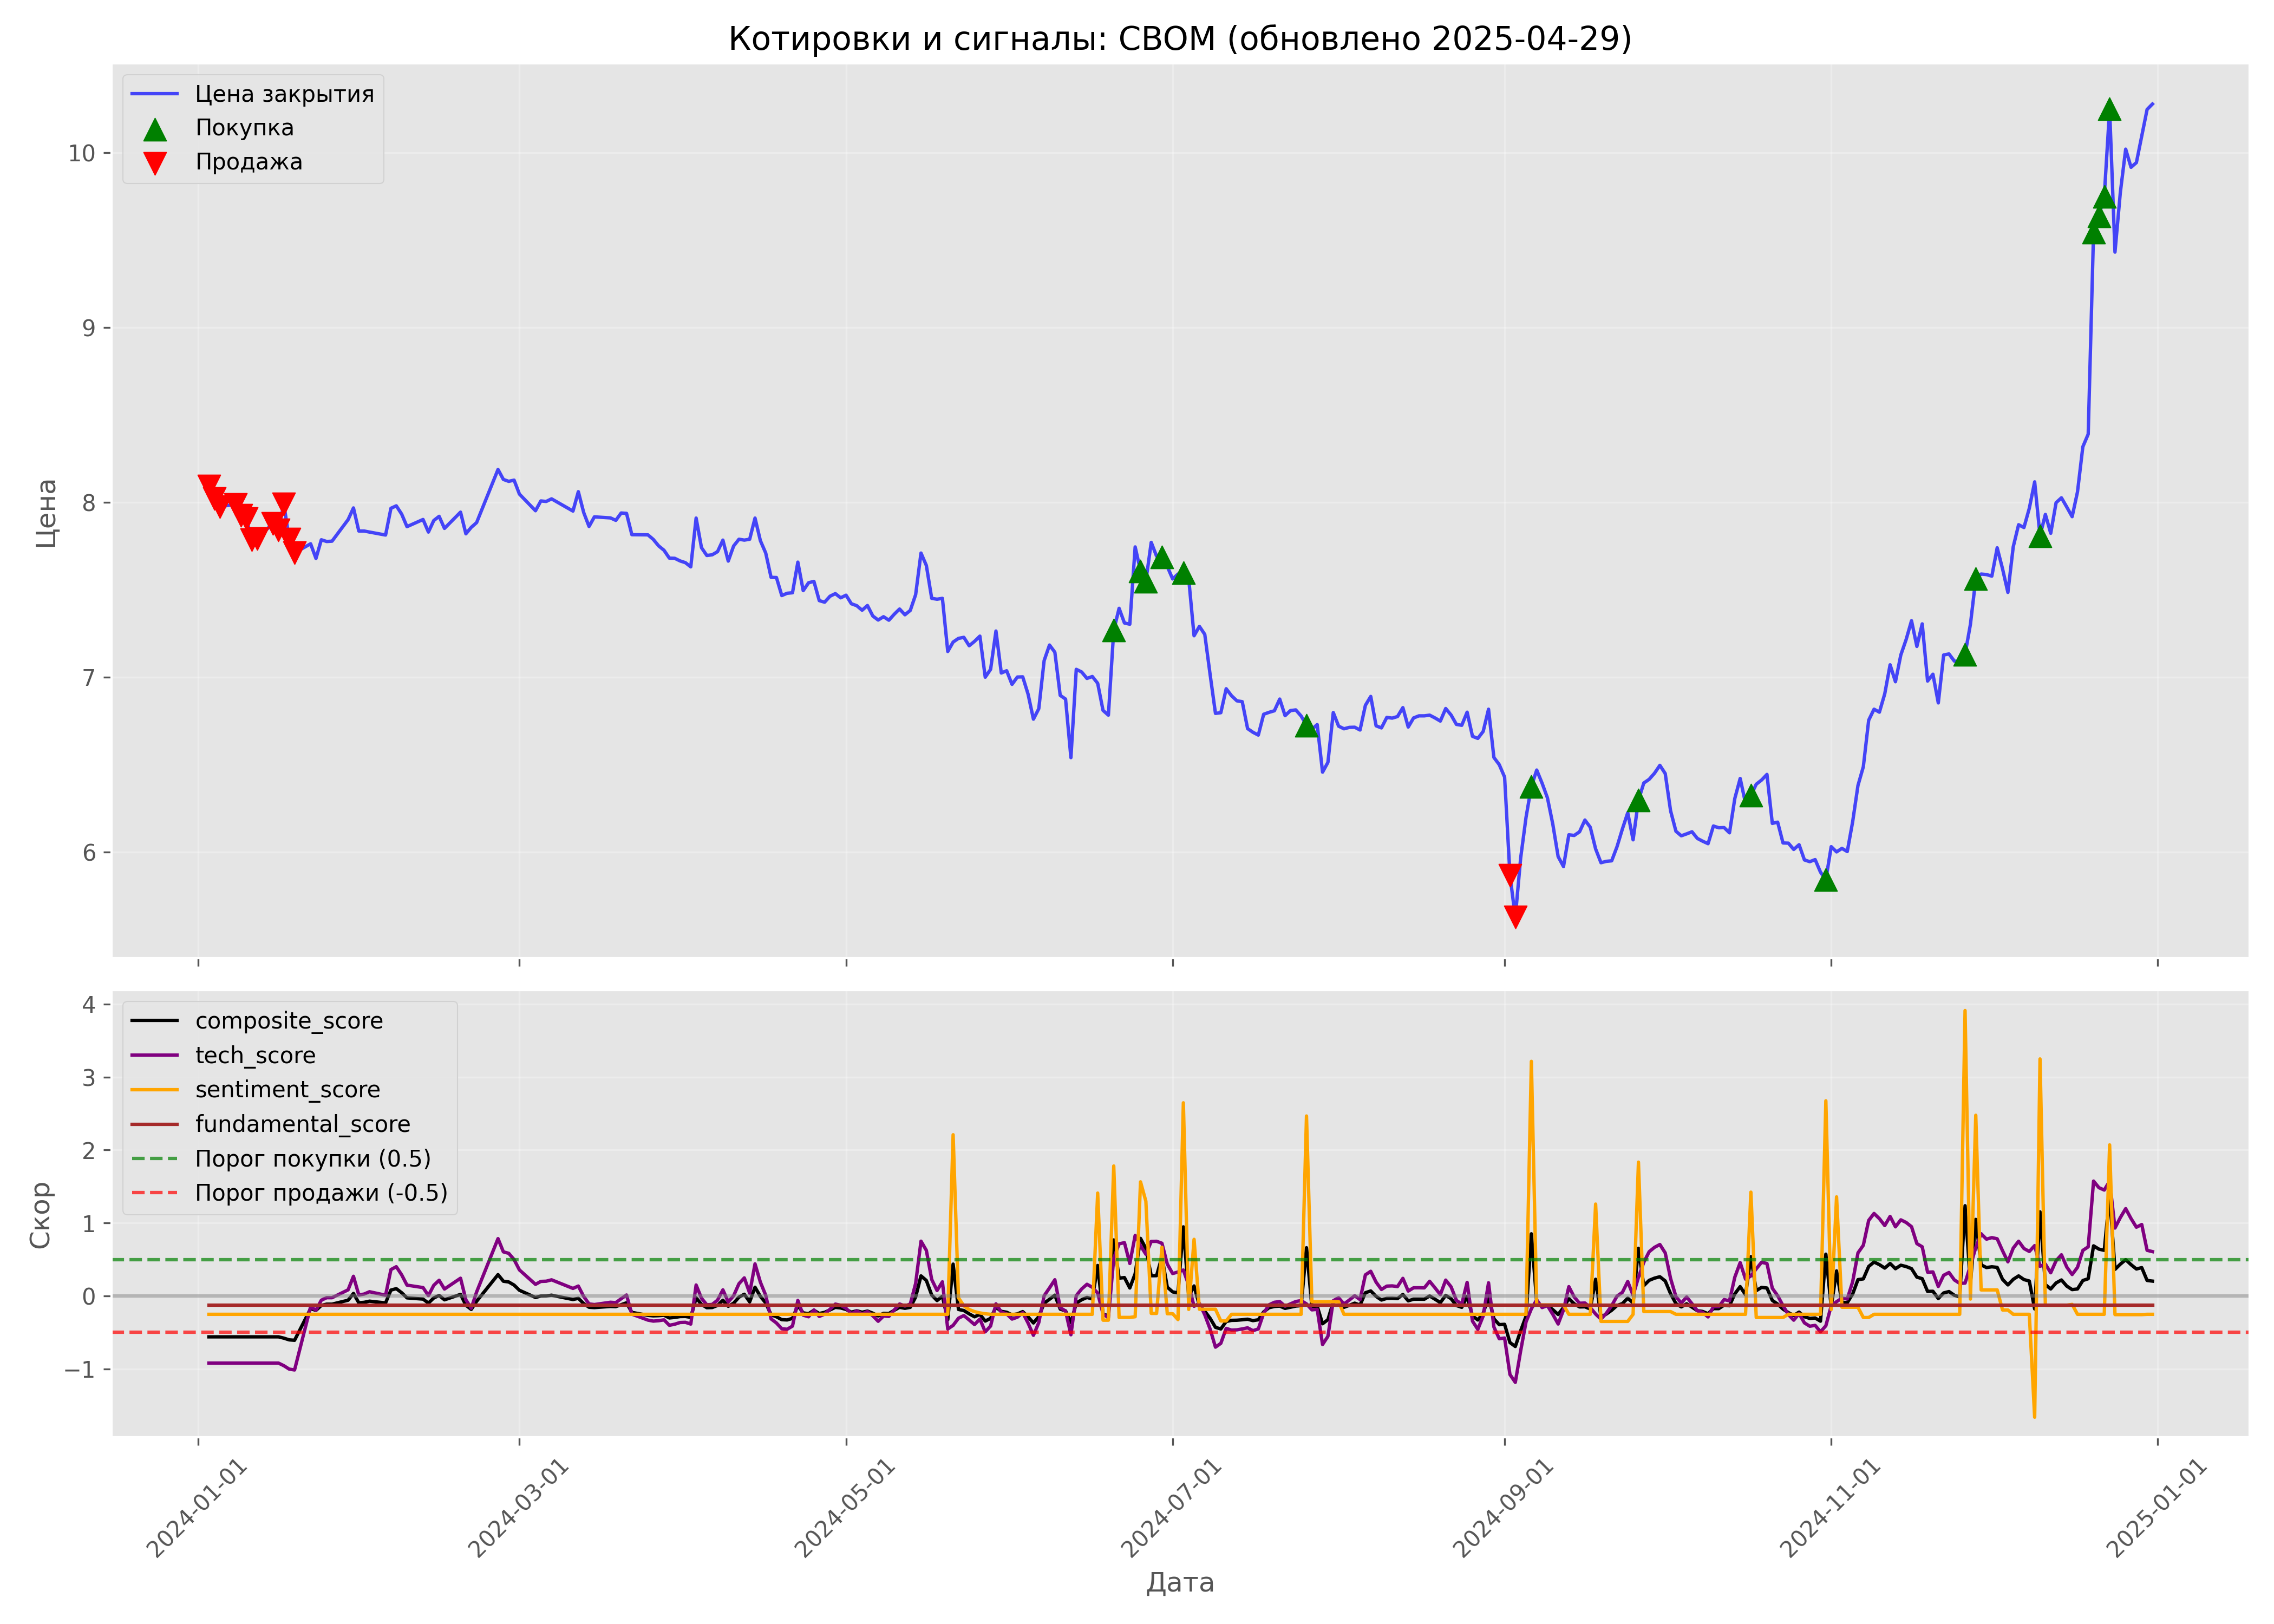 Котировки и сигналы: CBOM (обновлено 2025-04-29)
Цена закрытия
Покупка
Продажа
10
9
8
7
6
Цена
composite_score
tech_score
sentiment_score
fundamental_score
Порог покупки (0.5)
Порог продажи (-0.5)
4
3
2
1
0
−1
Скор
2024-01-01
2024-03-01
2024-05-01
2024-07-01
2024-09-01
2024-11-01
2025-01-01
Дата